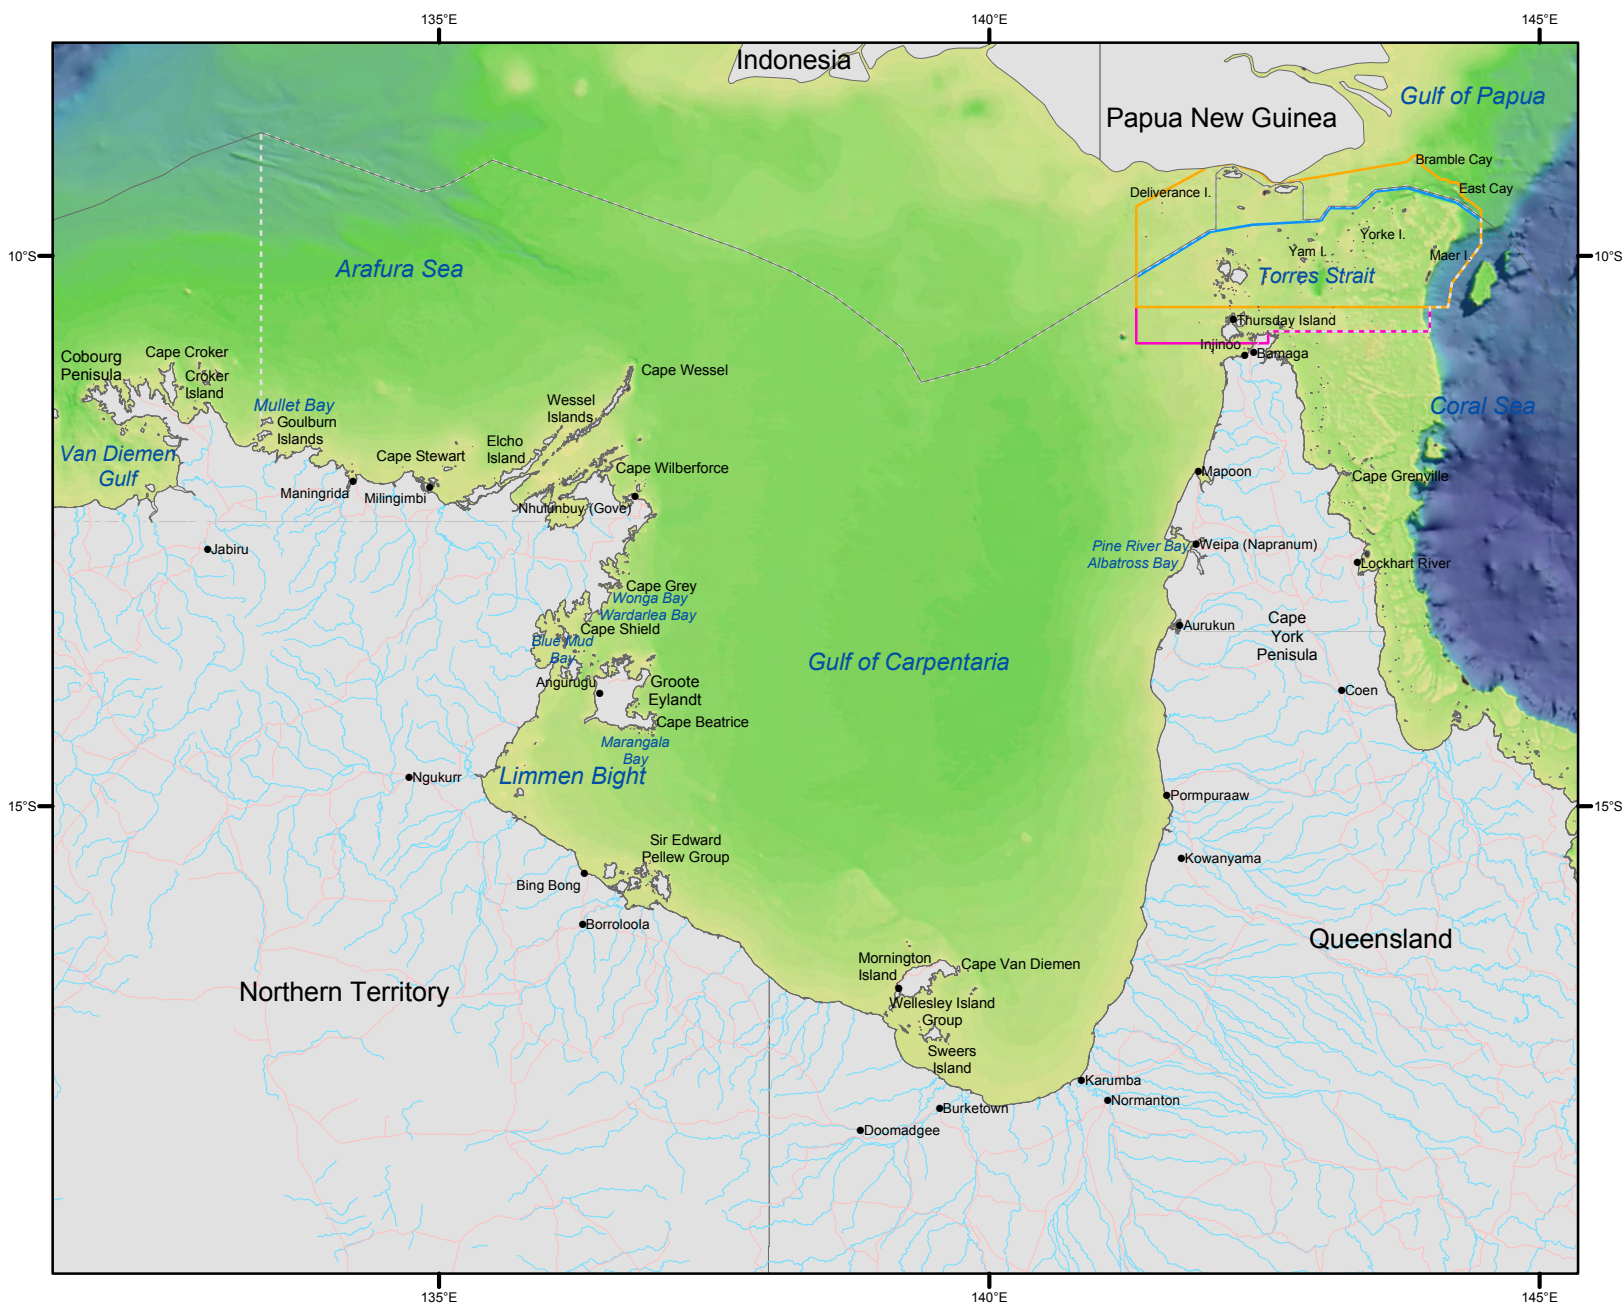 135°E
140°E
145°E
Indonesia
Gulf of Papua
Papua New Guinea
Bramble Cay
Deliverance I.
East Cay
Yorke I.
10°S
Yam I.
Maer I.
10°S
Arafura Sea
Torres Strait
Thursday Island
Injinoo
Bamaga
Cobourg
Penisula
Cape Croker
Croker
Island
Cape Wessel
Mullet Bay
Goulburn
Islands
Wessel
Islands
Coral Sea
Van Diemen
Gulf
Cape Stewart
Elcho
Island
Cape Wilberforce
Mapoon
Cape Grenville
Maningrida
Milingimbi
Nhulunbuy (Gove)
Jabiru
Pine River Bay
Albatross Bay
Weipa (Napranum)
Lockhart River
Cape Grey
Wonga Bay
Wardarlea Bay
Cape Shield
Blue Mud
Bay
Aurukun
Cape
York
Penisula
Gulf of Carpentaria
Angurugu
Groote
Eylandt
Coen
Cape Beatrice
Marangala
Bay
Limmen Bight
Ngukurr
Pormpuraaw
15°S
15°S
Sir Edward
Pellew Group
Kowanyama
Bing Bong
Borroloola
Queensland
Mornington
Island
Cape Van Diemen
Northern Territory
Wellesley Island
Group
Sweers
Island
Karumba
Normanton
Burketown
Doomadgee
135°E
140°E
145°E